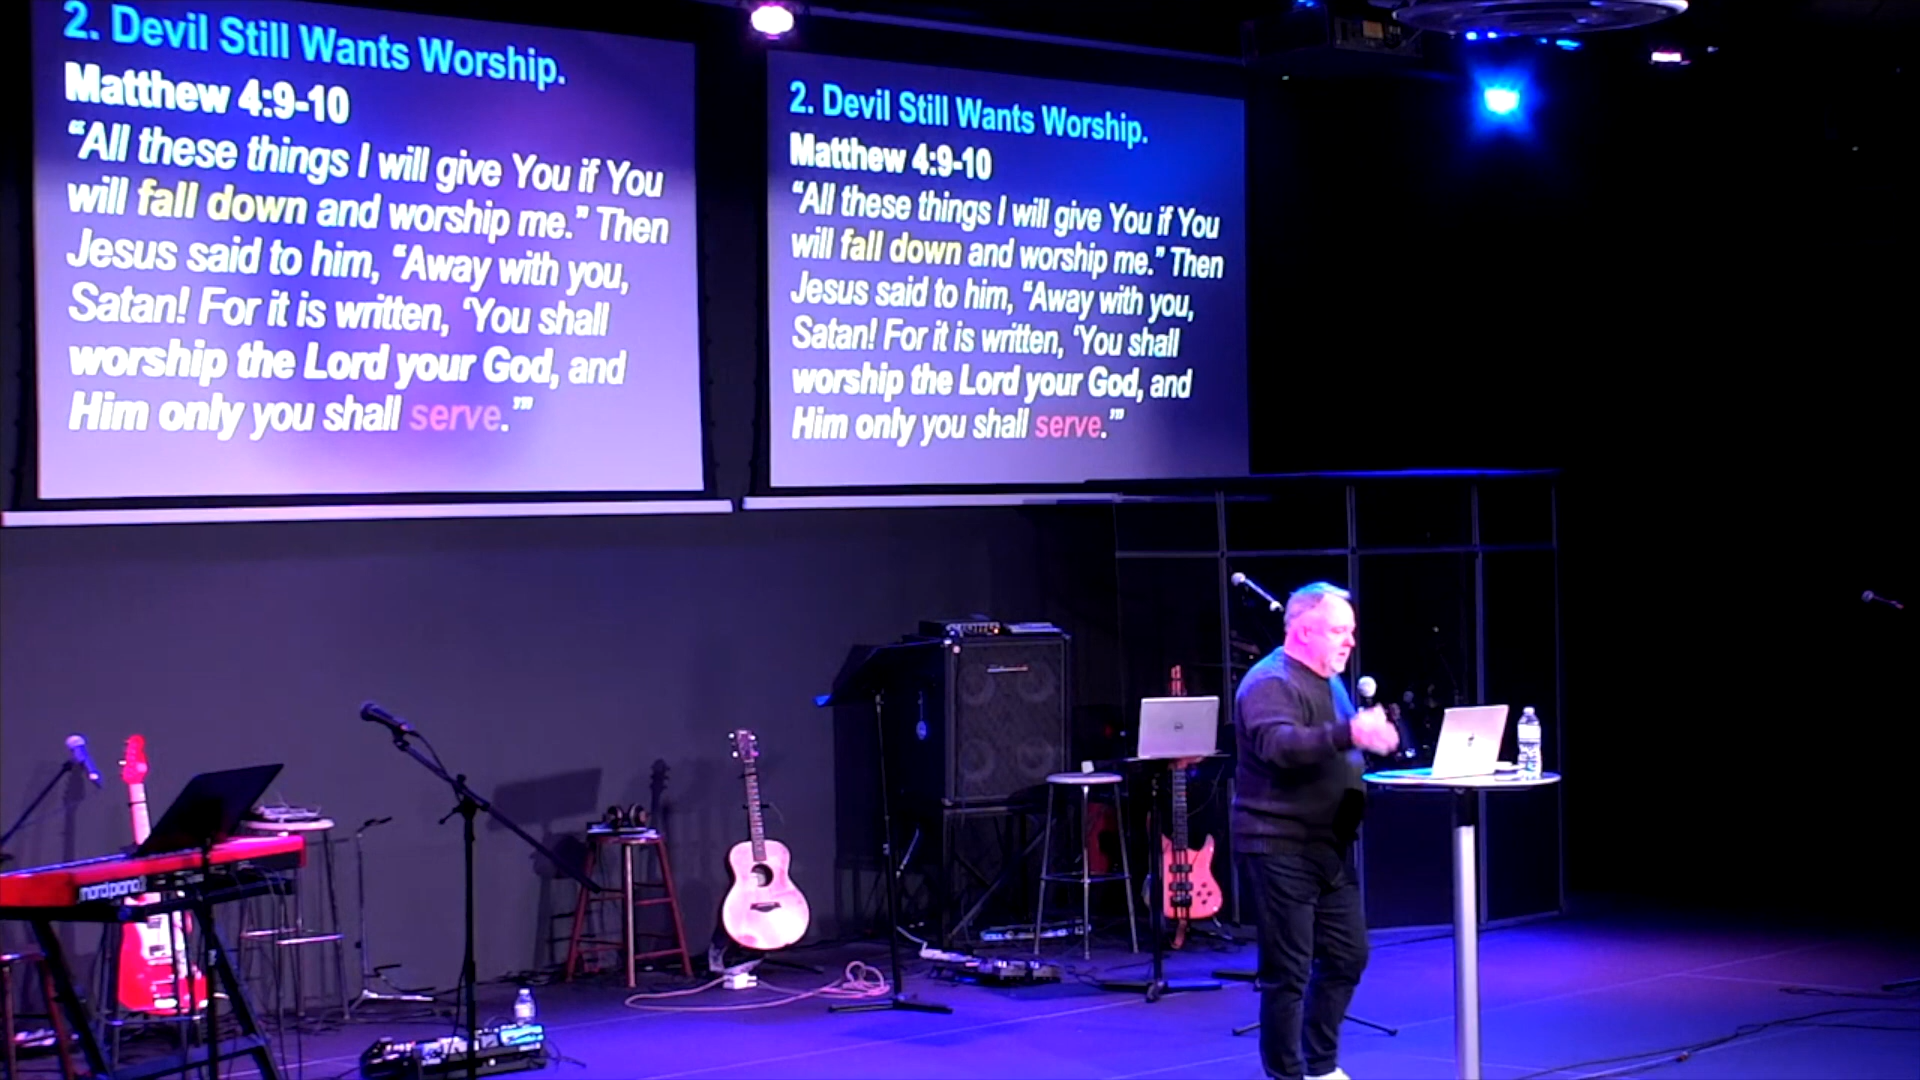 2. Devil Still Wants Worship.
Matthew 4:9-10
“All these things I will give You if You
will fall down and worship me.” Then
Jesus said to him, “Away with you,
Satan! For it is written, ‘You shall
worship the Lord your God, and
Him only you shall serve.’”
2. Devil Still Wants Worship.
Matthew 4:9-10
“All these things I will give You if You
will fall down and worship me.” Then
Jesus said to him, “Away with you,
Satan! For it is written, ‘You shall
worship the Lord your God, and
Him only you shall serve.’”
nord piano
DELL